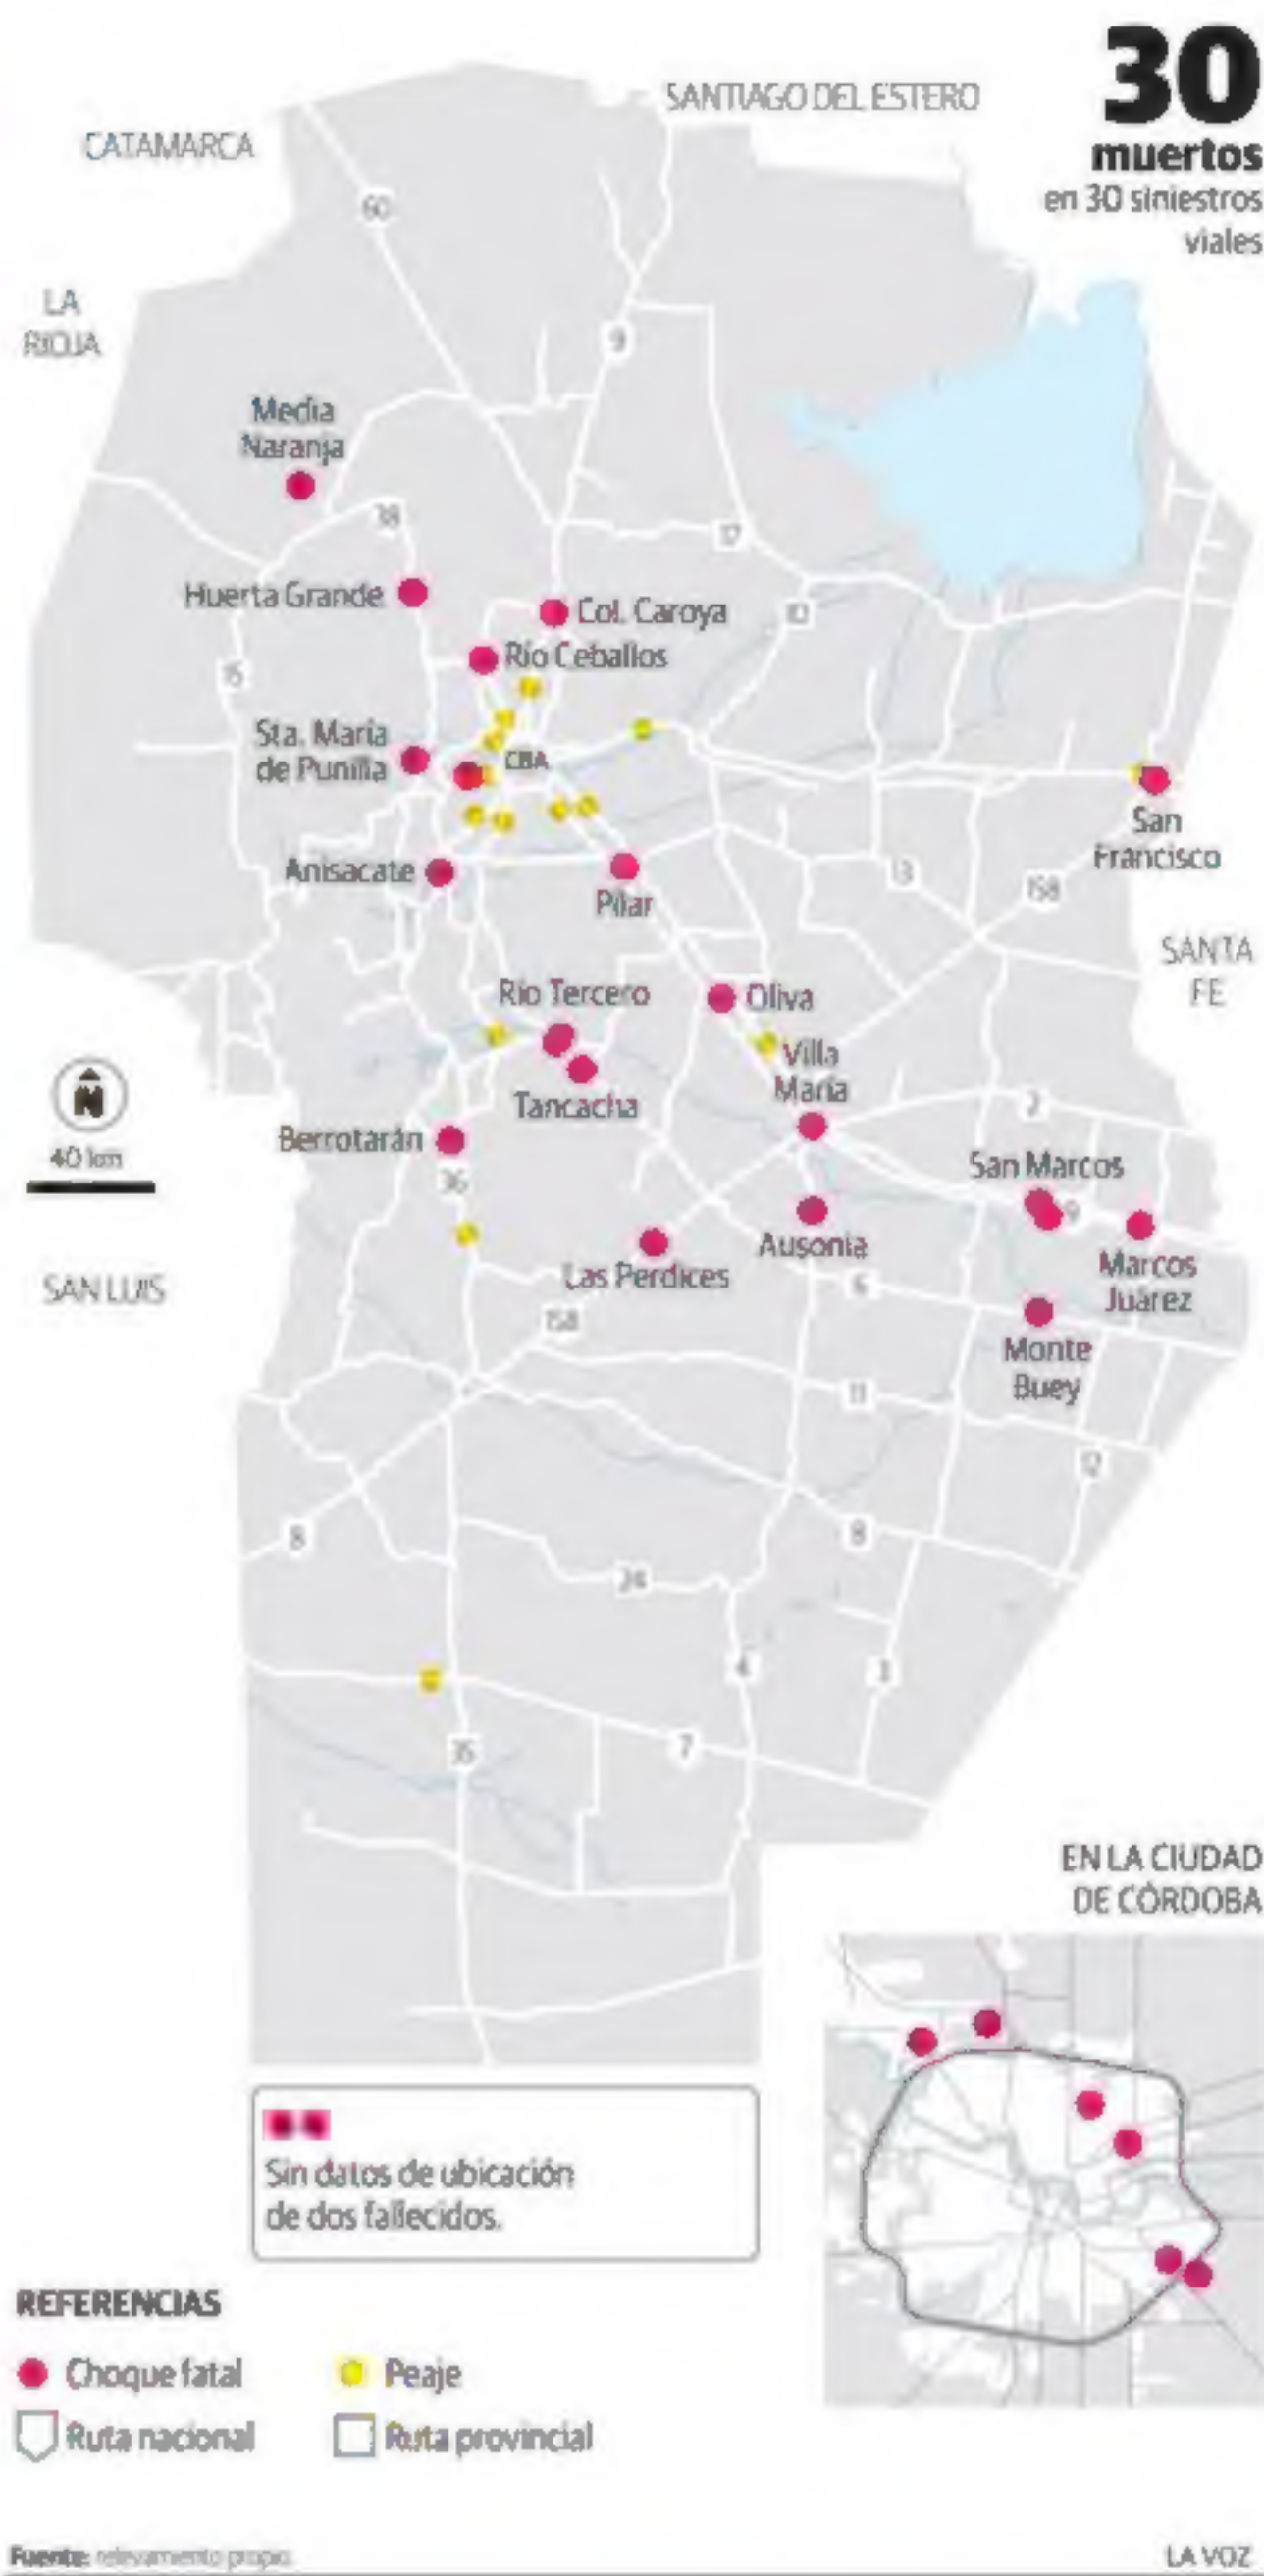 30
muertos
en 30 siniestros
viales
SANTIAGO DEL ESTERO
CATAMARCA
60
LA
RIOJA
9
Media
Naranja
38
17
Huerta Grande
Col. Caroya
10
Río Ceballos
15
Sta. María
de Punilla
CBA
San
Francisco
Anisacate
Pilar
13
158
SANTA
FE
Río Tercero
Oliva
Villa
María
Tancacha
2
N
40 km
Berrotarán
36
San Marcos
9
Ausonia
Marcos
Juárez
Las Perdices
SAN LUIS
6
158
Monte
Buey
11
12
8
8
24
4
3
35
7
EN LA CIUDAD
DE CÓRDOBA
Sin datos de ubicación
de dos fallecidos.
REFERENCIAS
Choque fatal
Peaje
Ruta nacional
Ruta provincial
Fuente: relevamiento propio.
LA VOZ